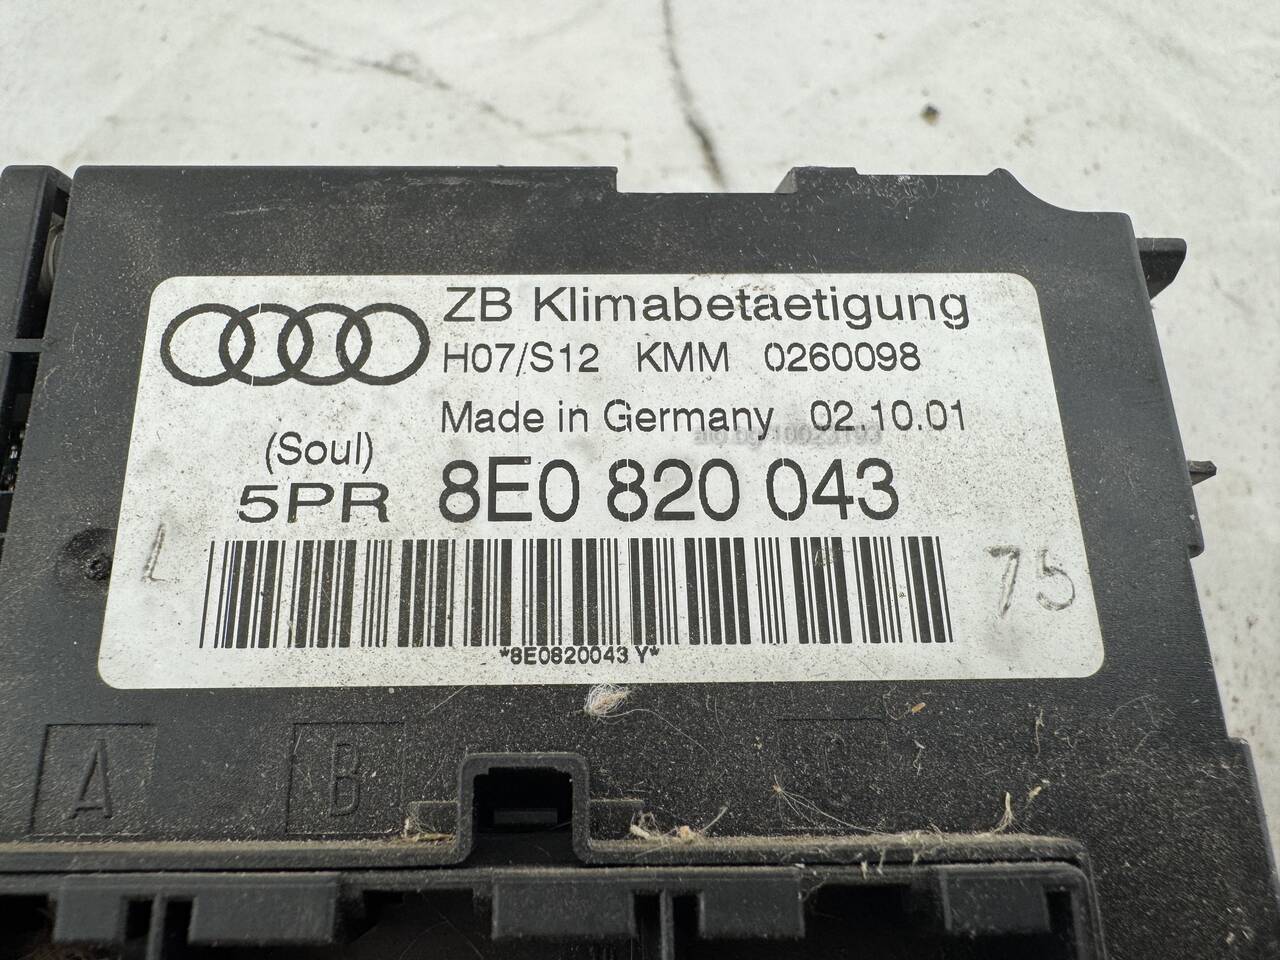 ZB Klimabetaetigung
H07/S12 KMM 0260098
Made in Germany 02.10.01
(Soul)
5PR 8E0 820 043
L
75
*8E0820043 Y*
A B C